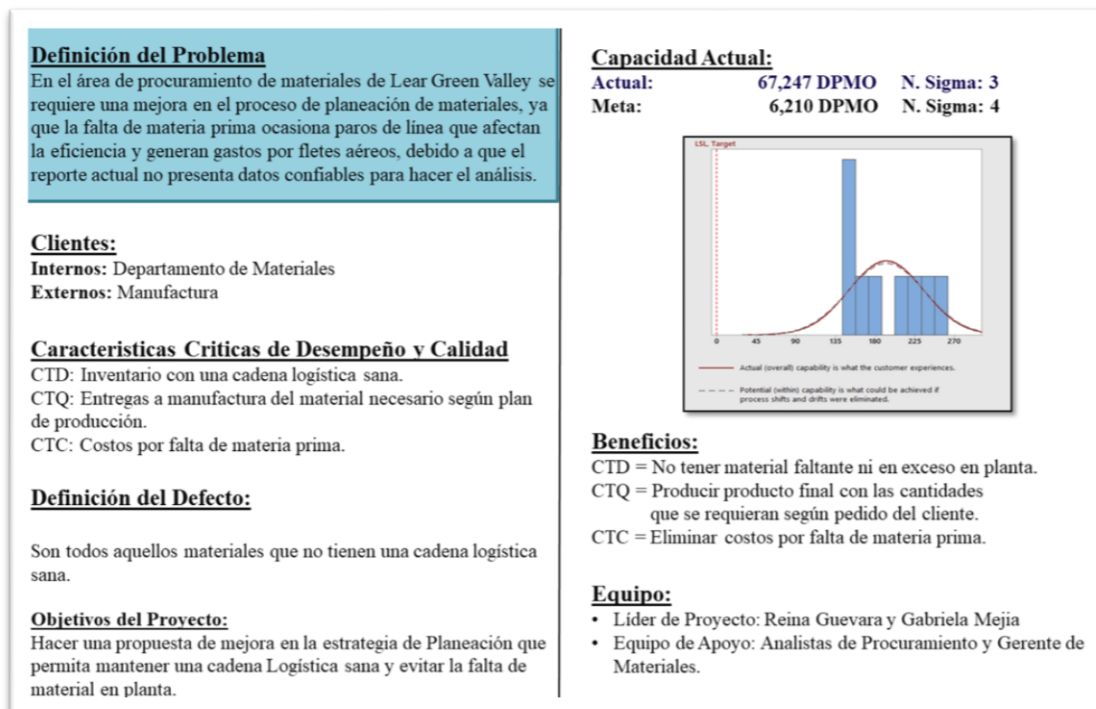 Definición del Problema
En el área de procuramiento de materiales de Lear Green Valley se
requiere una mejora en el proceso de planeación de materiales, ya
que la falta de materia prima ocasiona paros de línea que afectan
la eficiencia y generan gastos por fletes aéreos, debido a que el
reporte actual no presenta datos confiables para hacer el análisis.
Clientes:
Internos: Departamento de Materiales
Externos: Manufactura
Caracteristicas Criticas de Desempeño y Calidad
CTD: Inventario con una cadena logística sana.
CTQ: Entregas a manufactura del material necesario según plan
de producción.
CTC: Costos por falta de materia prima.
Definición del Defecto:
Son todos aquellos materiales que no tienen una cadena logística
sana.
Objetivos del Proyecto:
Hacer una propuesta de mejora en la estrategia de Planeación que
permita mantener una cadena Logística sana y evitar la falta de
material en planta.
Capacidad Actual:
Actual: 67,247 DPMO N. Sigma: 3
Meta: 6,210 DPMO N. Sigma: 4
LSL, Target
0 45 90 135 180 225 270
Actual (overall) capability is what the customer experiences.
Potential (within) capability is what could be achieved if
process shifts and drifts were eliminated.
Beneficios:
CTD = No tener material faltante ni en exceso en planta.
CTQ = Producir producto final con las cantidades
que se requieran según pedido del cliente.
CTC = Eliminar costos por falta de materia prima.
Equipo:
• Líder de Proyecto: Reina Guevara y Gabriela Mejia
• Equipo de Apoyo: Analistas de Procuramiento y Gerente de
Materiales.